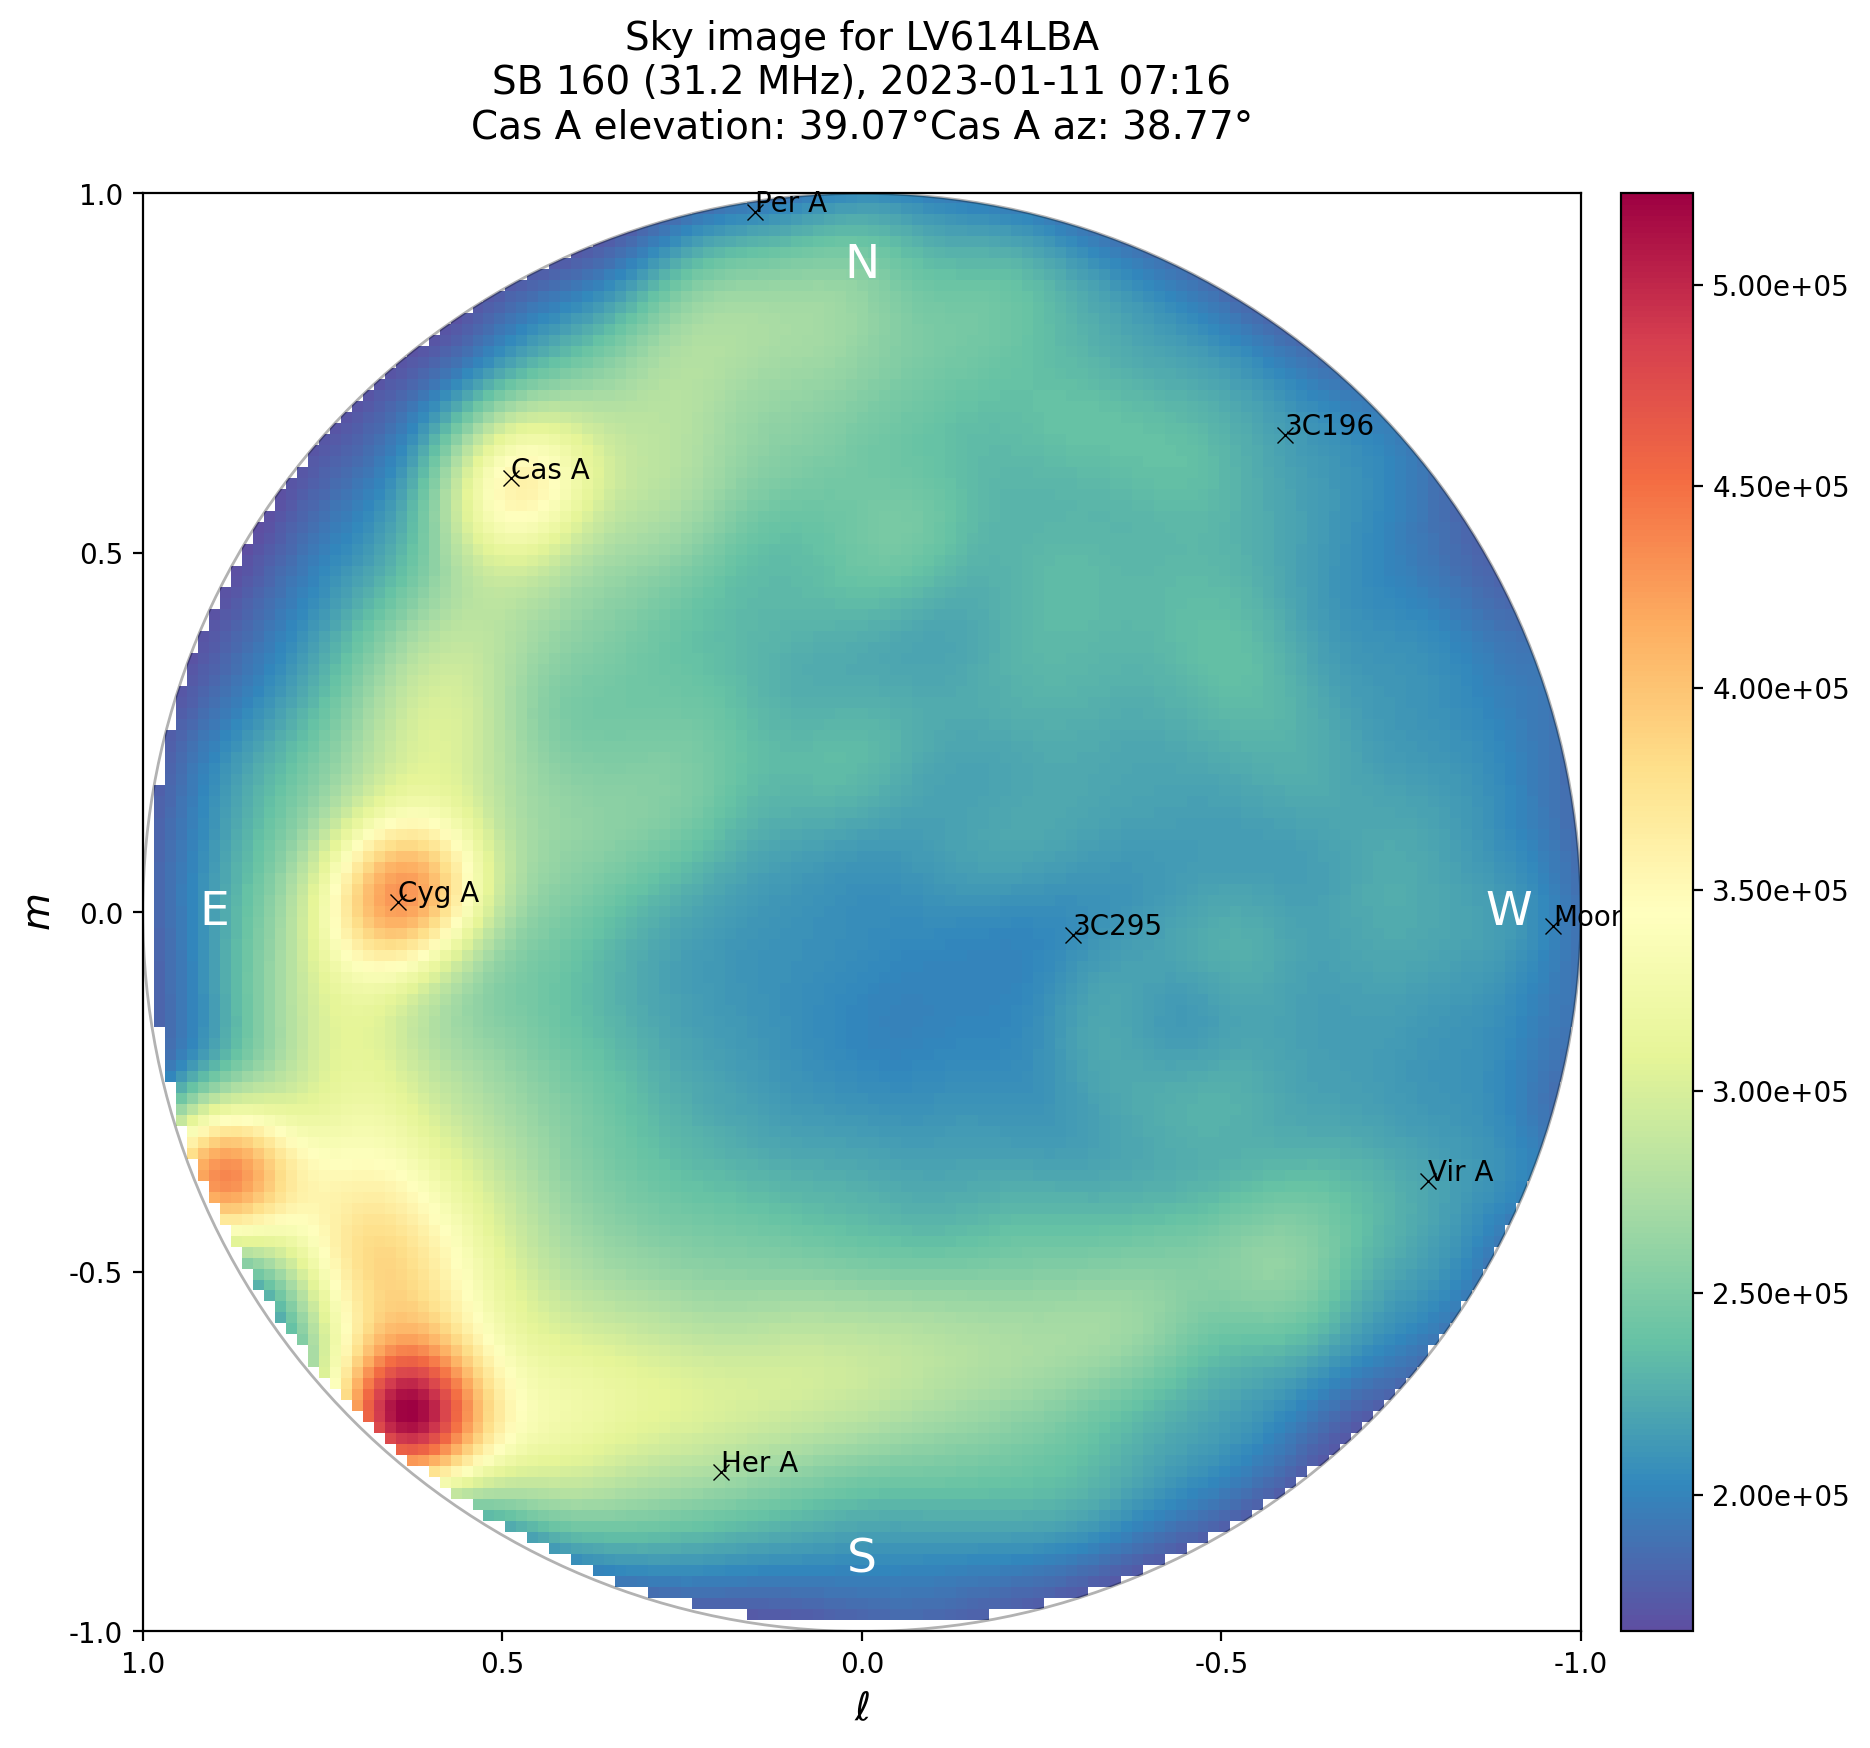 Sky image for LV614LBA
SB 160 (31.2 MHz), 2023-01-11 07:16
Cas A elevation: 39.07°Cas A az: 38.77°
1.0
0.5
0.0
-0.5
-1.0
m
1.0
0.5
0.0
-0.5
-1.0
ℓ
Per A
N
3C196
Cas A
Cyg A
E
3C295
W
Moon
Vir A
Her A
S
5.00e+05
4.50e+05
4.00e+05
3.50e+05
3.00e+05
2.50e+05
2.00e+05